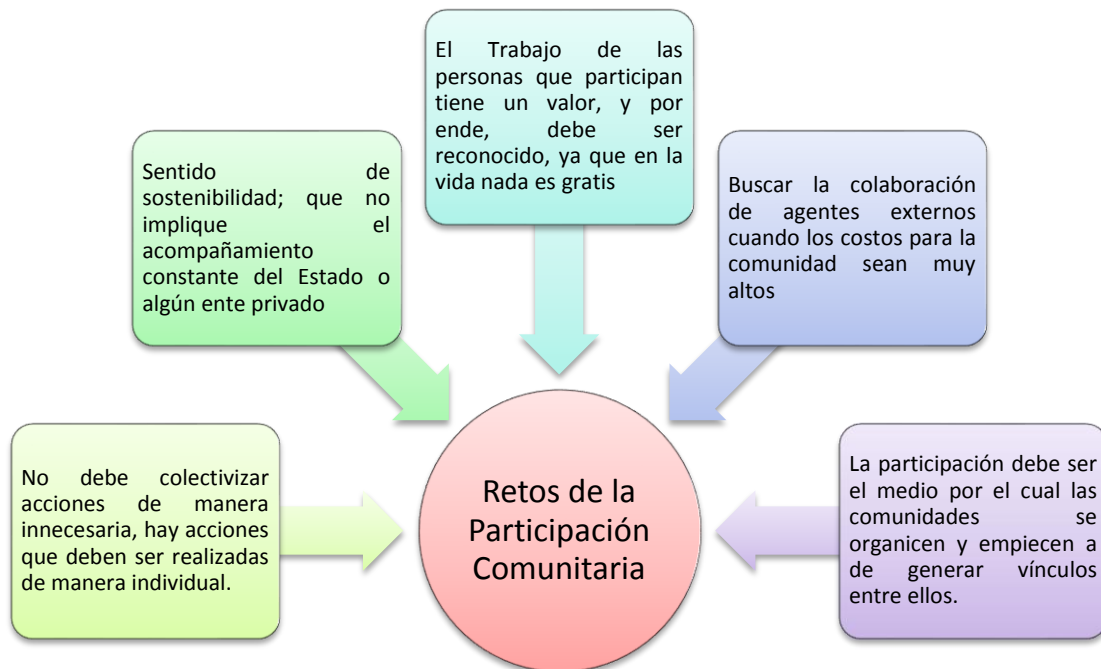 El Trabajo de las
personas que participan
tiene un valor, y por
ende, debe ser
reconocido, ya que en la
vida nada es gratis
Sentido de
sostenibilidad; que no
implique el
acompañamiento
constante del Estado o
algún ente privado
Buscar la colaboración
de agentes externos
cuando los costos para la
comunidad sean muy
altos
No debe colectivizar
acciones de manera
innecesaria, hay acciones
que deben ser realizadas
de manera individual.
Retos de la
Participación
Comunitaria
La participación debe ser
el medio por el cual las
comunidades se
organicen y empiecen a
de generar vínculos
entre ellos.